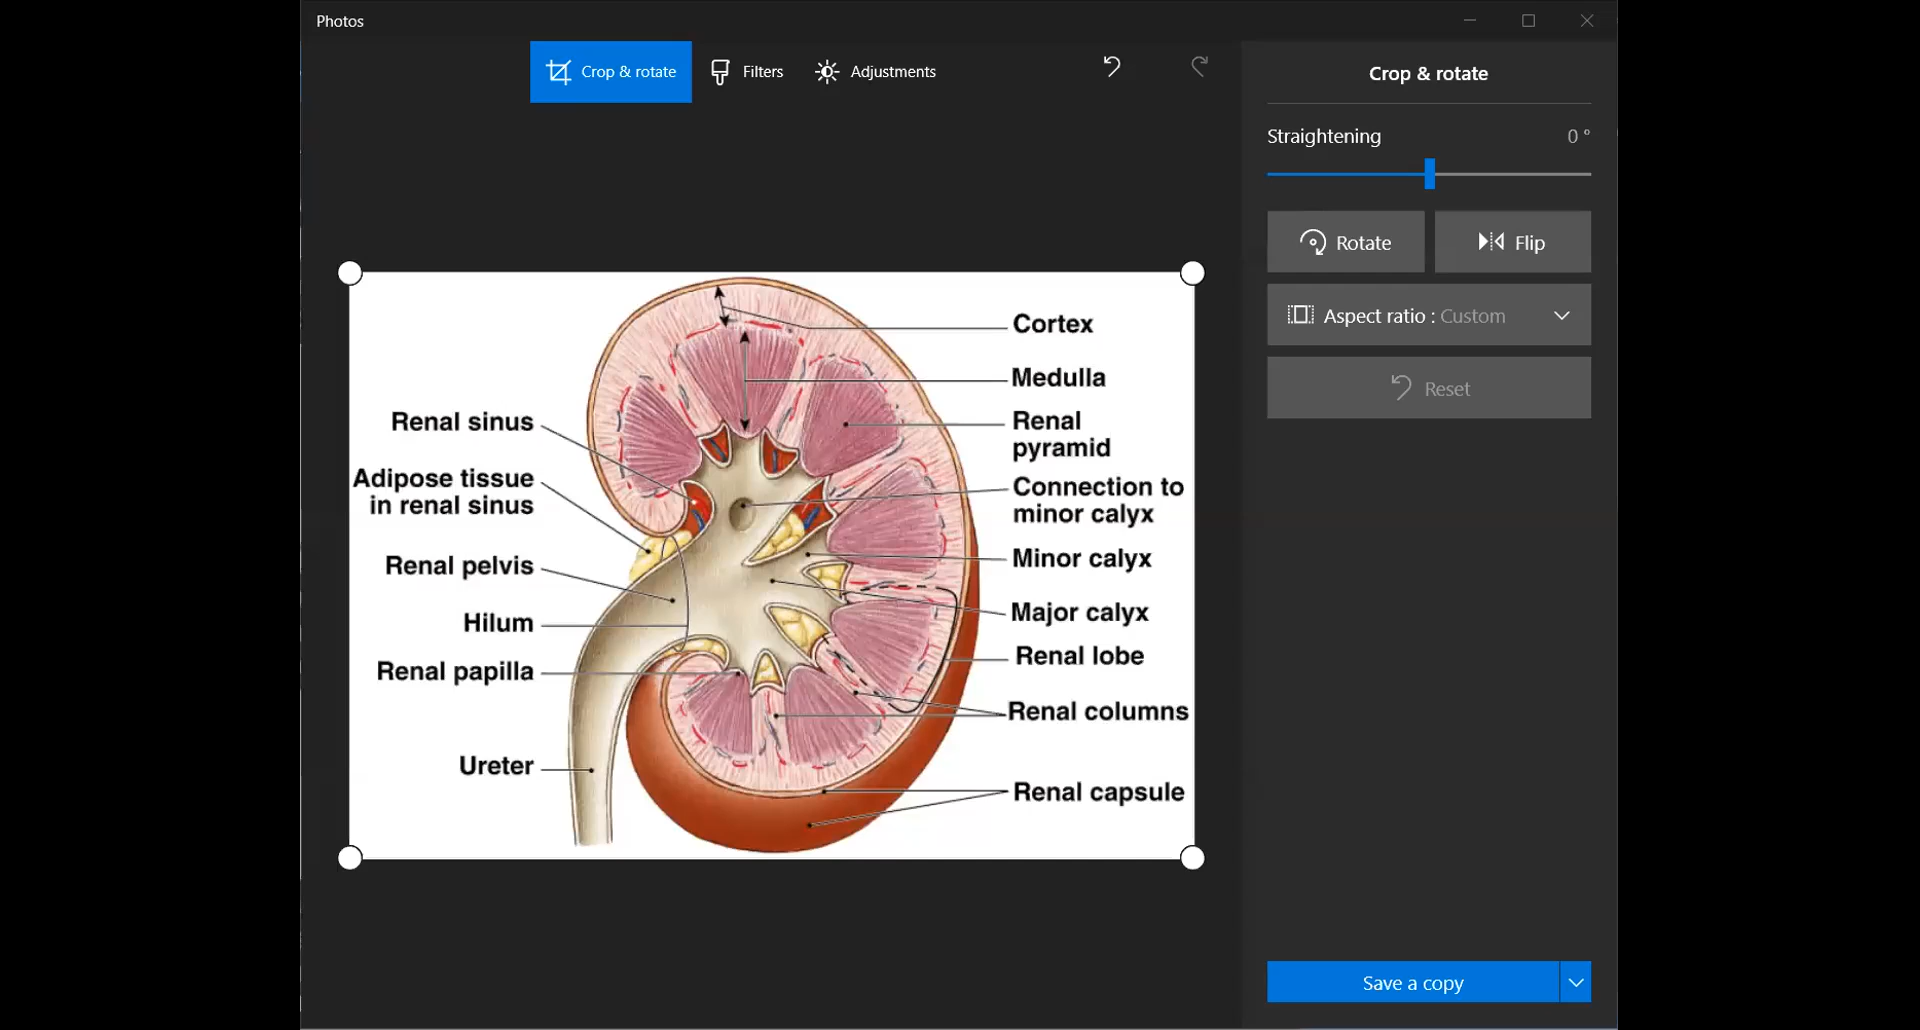 Photos
Crop & rotate
Filters
Adjustments
Crop & rotate
Straightening
0 °
Rotate
Flip
Aspect ratio : Custom
Reset
Renal sinus
Adipose tissue
in renal sinus
Renal pelvis
Hilum
Renal papilla
Ureter
Cortex
Medulla
Renal
pyramid
Connection to
minor calyx
Minor calyx
Major calyx
Renal lobe
Renal columns
Renal capsule
Save a copy